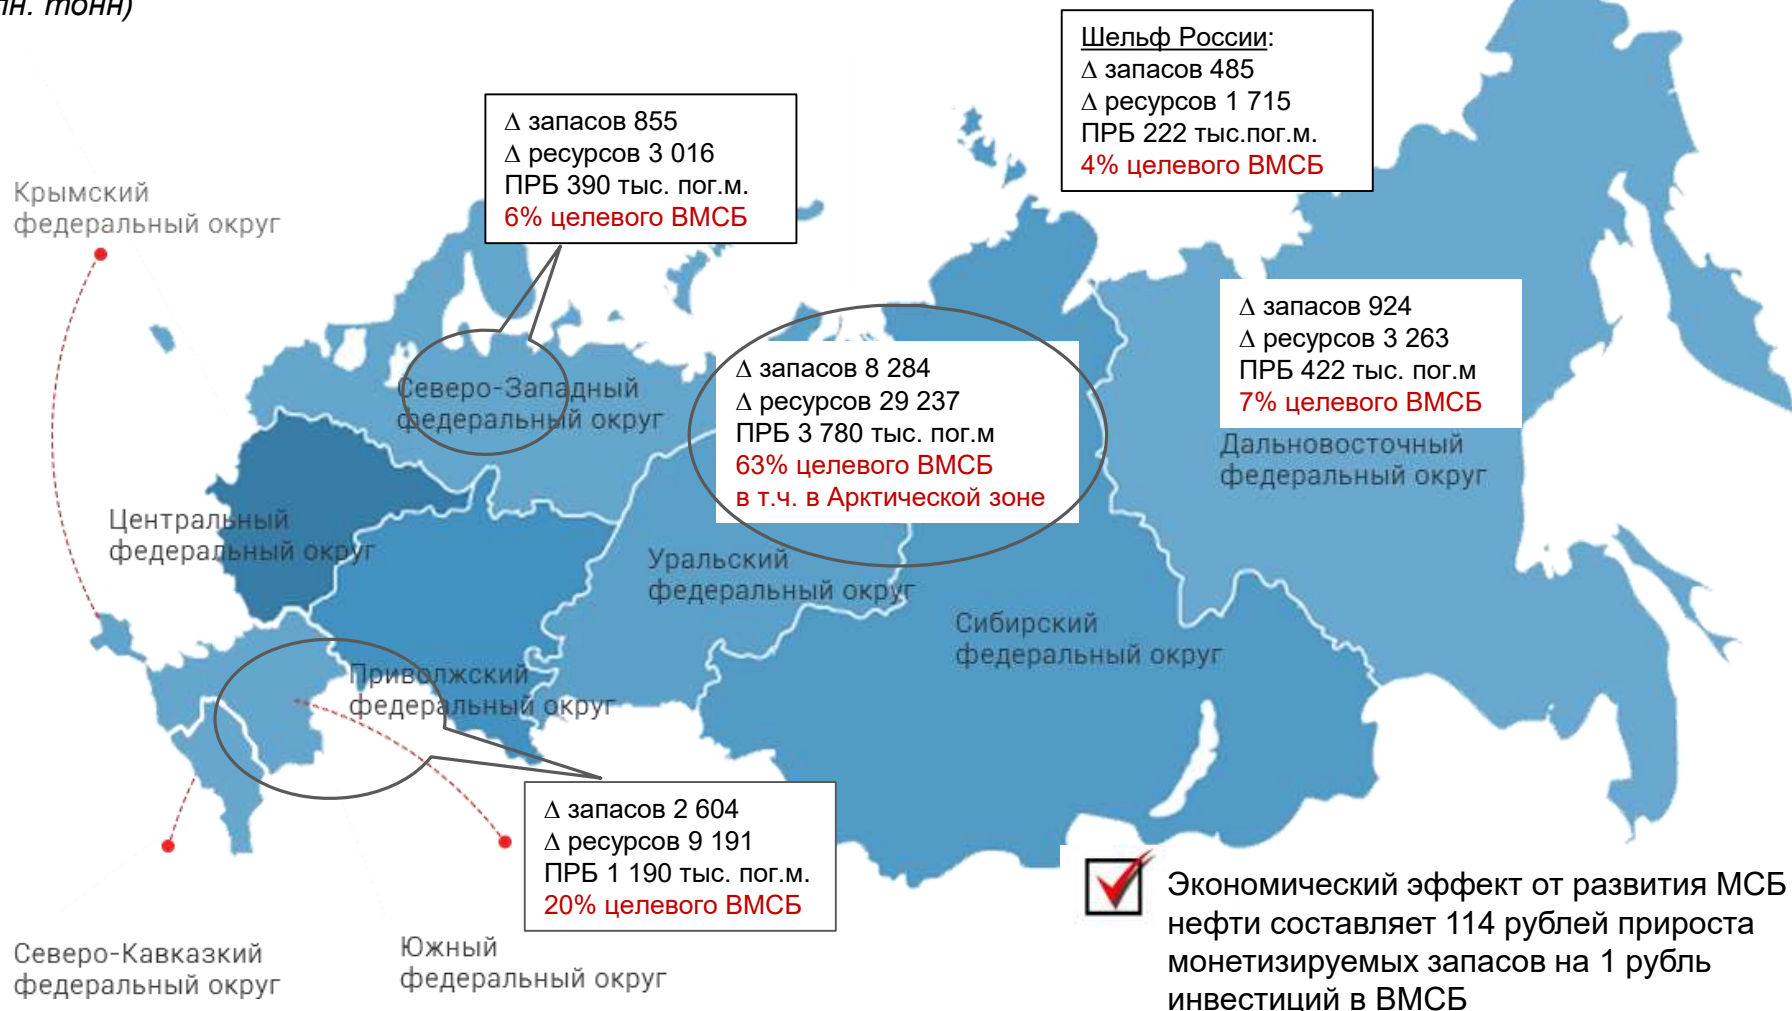 лн. тонн)
Шельф России:
Δ запасов 485
Δ ресурсов 1 715
ПРБ 222 тыс.пог.м.
4% целевого ВМСБ
Δ запасов 855
Δ ресурсов 3 016
ПРБ 390 тыс. пог.м.
6% целевого ВМСБ
Крымский
федеральный округ
Δ запасов 924
Δ ресурсов 3 263
ПРБ 422 тыс. пог.м
7% целевого ВМСБ
Δ запасов 8 284
Δ ресурсов 29 237
ПРБ 3 780 тыс. пог.м
63% целевого ВМСБ
в т.ч. в Арктической зоне
Северо-Западный
федеральный округ
Дальновосточный
федеральный округ
Центральный
федеральный округ
Уральский
федеральный округ
Сибирский
федеральный округ
Приволжский
федеральный округ
Δ запасов 2 604
Δ ресурсов 9 191
ПРБ 1 190 тыс. пог.м.
20% целевого ВМСБ
Северо-Кавказкий
федеральный округ
Южный
федеральный округ
Экономический эффект от развития МСБ
нефти составляет 114 рублей прироста
монетизируемых запасов на 1 рубль
инвестиций в ВМСБ